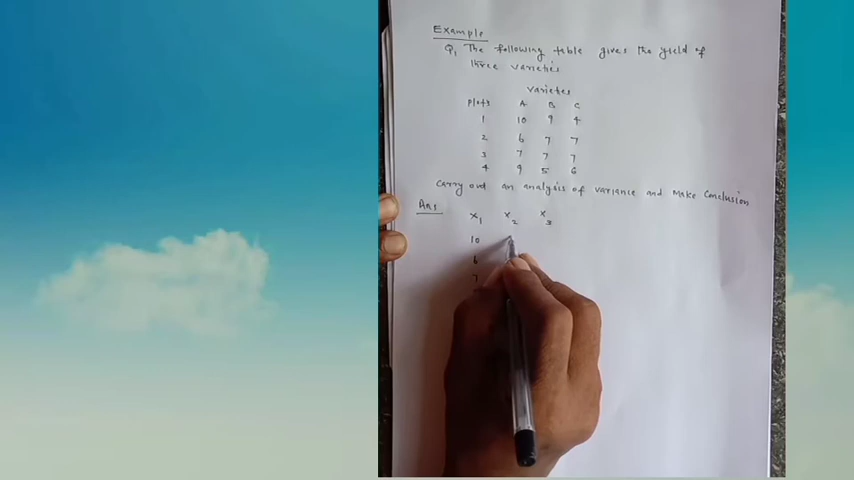 Example
Q, The following table gives the yield of
three varieties
varietes
Plots A B C
1 10 9 4
2 6 7 7
3 7 7 7
4 9 5 6
Carry out an analysis of variance and make Conclusion
Ans
X1 X2 X3
10
6
7